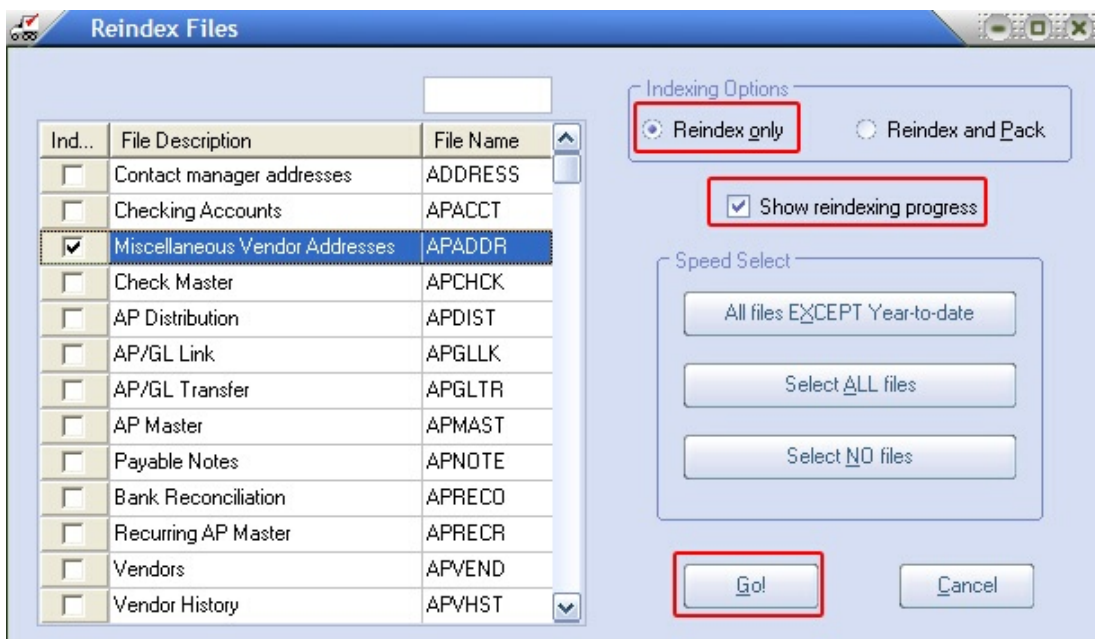 Reindex Files
Ind... File Description File Name
Contact manager addresses ADDRESS
Checking Accounts APACCT
Miscellaneous Vendor Addresses APADDR
Check Master APCHCK
AP Distribution APDIST
AP/GL Link APGLLK
AP/GL Transfer APGLTR
AP Master APMAST
Payable Notes APNOTE
Bank Reconciliation APRECO
Recurring AP Master APRECR
Vendors APVEND
Vendor History APVHST
Indexing Options
Reindex only Reindex and Pack
Show reindexing progress
Speed Select
All files EXCEPT Year-to-date
Select ALL files
Select NO files
Go! Cancel